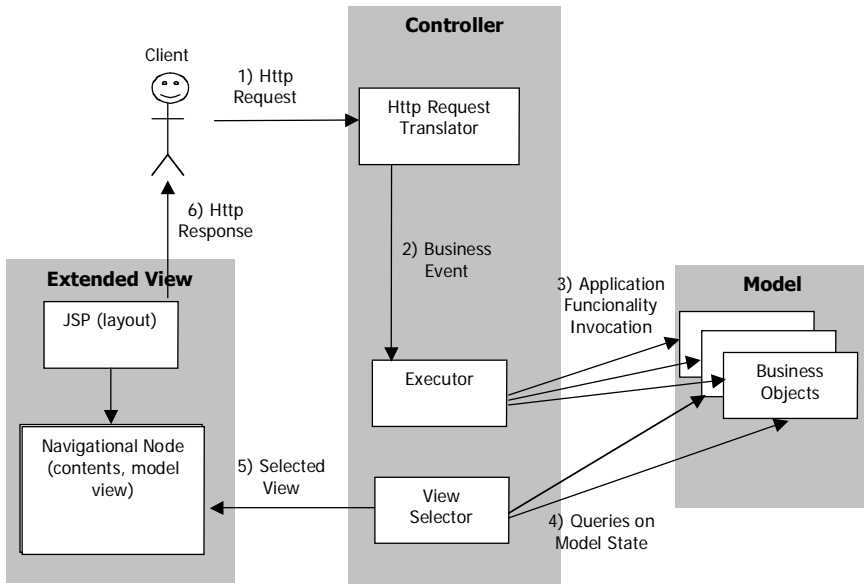 Controller
Client
1) Http
Request
Http Request
Translator
6) Http
Response
2) Business
Event
Extended View
JSP (layout)
3) Application
Funcionality
Invocation
Model
Executor
Business
Objects
Navigational Node
(contents, model
view)
5) Selected
View
View
Selector
4) Queries on
Model State